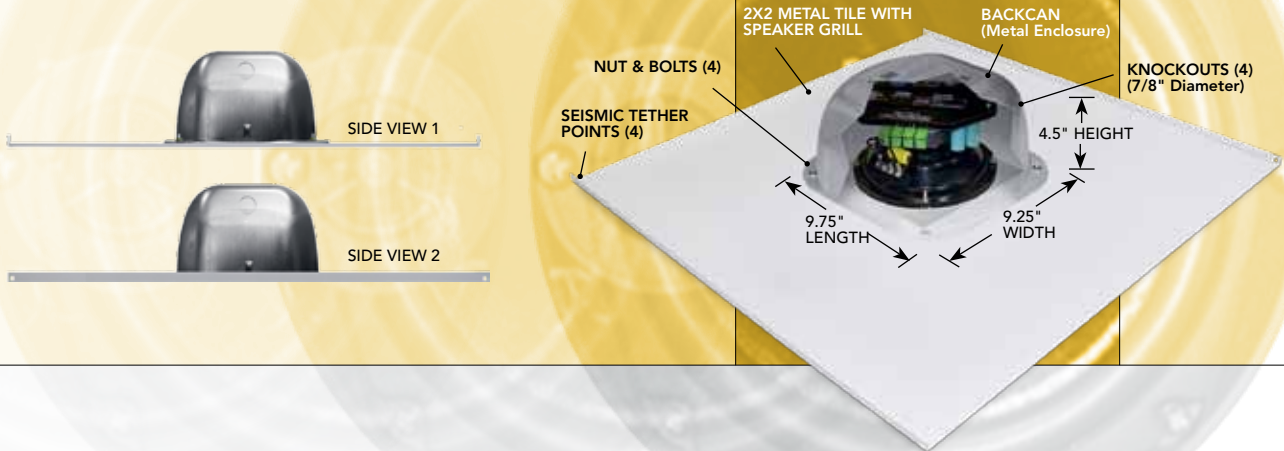 SIDE VIEW 1
SIDE VIEW 2
2X2 METAL TILE WITH
SPEAKER GRILL
BACKCAN
(Metal Enclosure)
NUT & BOLTS (4)
KNOCKOUTS (4)
(7/8" Diameter)
SEISMIC TETHER
POINTS (4)
4.5" HEIGHT
9.75"
LENGTH
9.25"
WIDTH